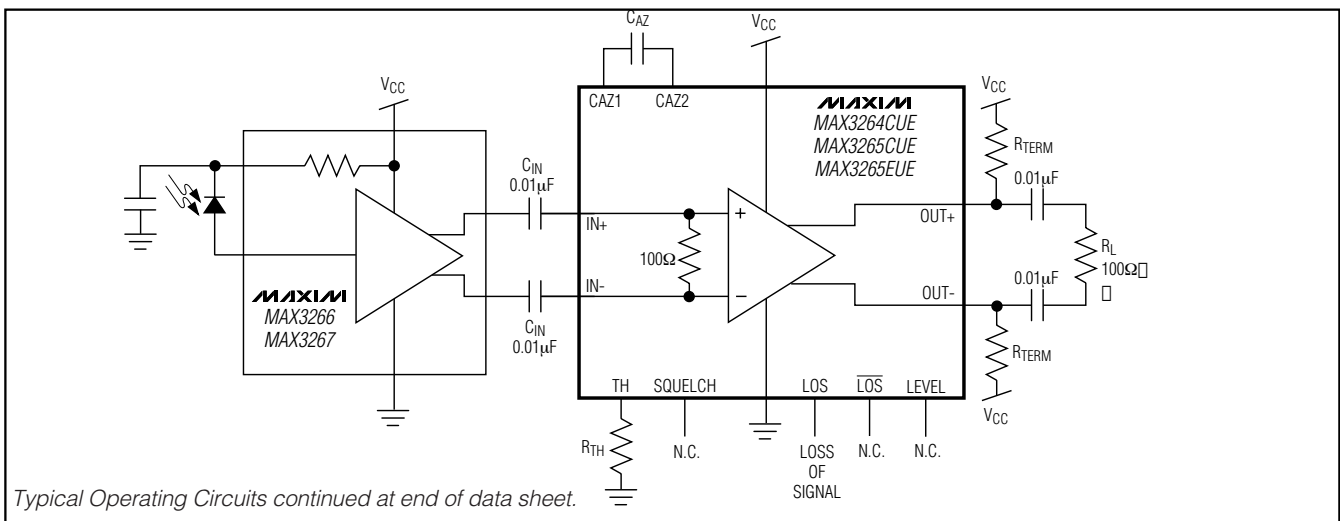 CAZ
VCC
CAZ1 CAZ2
MAXIM
MAX3264CUE
MAX3265CUE
MAX3265EUE
VCC
VCC
RTERM
CIN
0.01µF
0.01µF
IN+
+
OUT+
100Ω
RL
100Ω
IN-
−
OUT-
0.01µF
MAXIM
MAX3266
MAX3267
CIN
0.01µF
RTERM
VCC
TH SQUELCH LOS LOS LEVEL
RTH
N.C. LOSS OF SIGNAL N.C. N.C.
Typical Operating Circuits continued at end of data sheet.